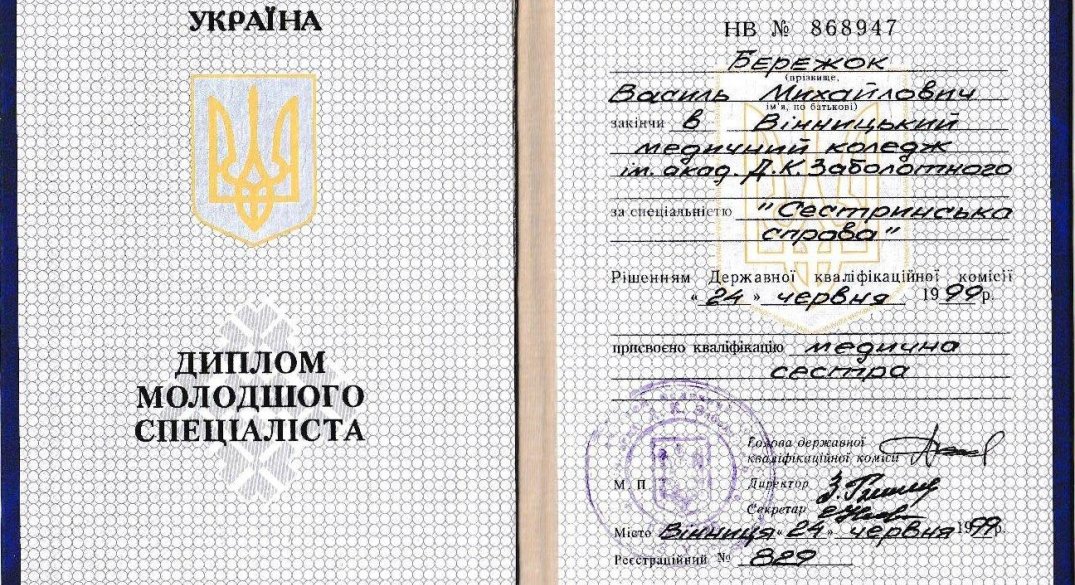 УКРАЇНА
ДИПЛОМ
МОЛОДШОГО
СПЕЦІАЛІСТА
НВ № 868947
Бережок
(прізвище,
Василь Михайлович
ім'я, по батькові)
закінчи в Вінницький
медичний коледж
ім. акад. Д.К. Заболотного
за спеціальністю "Сестринська
справа"
Рішенням Державної кваліфікаційної комісії
" 24 " червня 1999 р.
присвоєно кваліфікацію медична
сестра
Голова державної
кваліфікаційної комісії
М. П. Директор
Секретар
Місто Вінниця " 24 " червня 1999 р.
Реєстраційний № 829